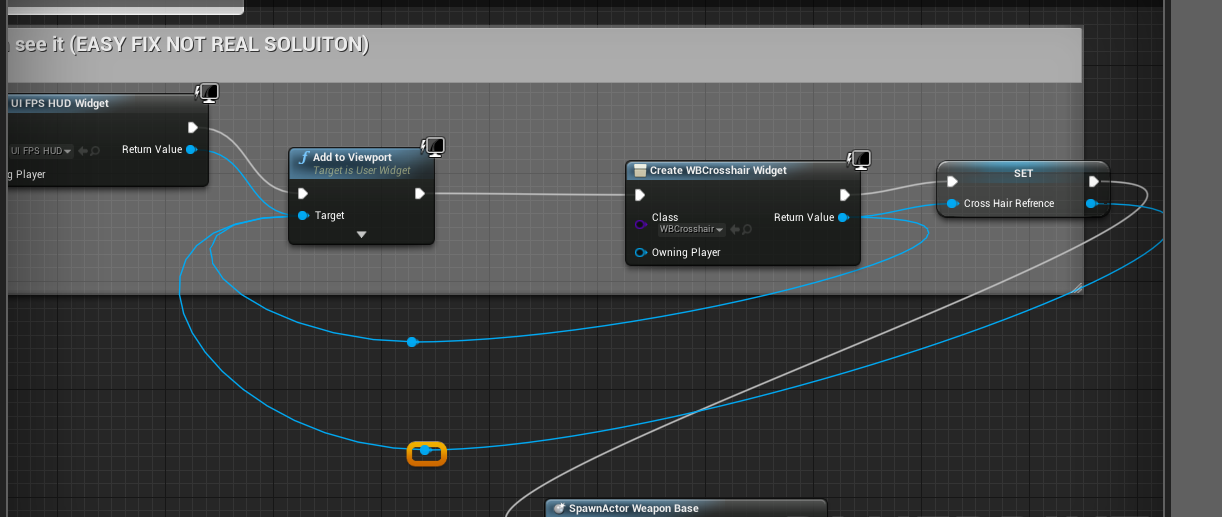 see it (EASY FIX NOT REAL SOLUITON)
UI FPS HUD Widget
UI FPS HUD
Return Value
g Player
Add to Viewport
Target is User Widget
Target
Create WBCrosshair Widget
Class
WBCrosshair
Return Value
Owning Player
SET
Cross Hair Refrence
SpawnActor Weapon Base